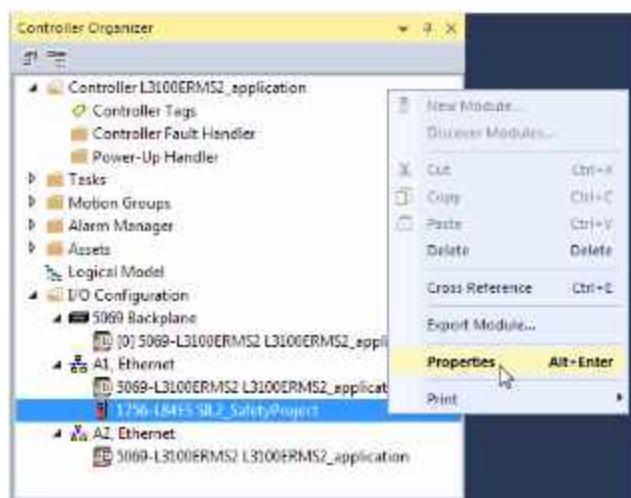 Controller Organizer
Controller L3100ERMS2_application
Controller Tags
Controller Fault Handler
Power-Up Handler
Tasks
Motion Groups
Alarm Manager
Assets
Logical Model
I/O Configuration
5069 Backplane
[0] 5069-L3100ERMS2 L3100ERMS2_appli
A1, Ethernet
5069-L3100ERMS2 L3100ERMS2_applicat
1756-L84ES SIL2_SafetyProject
A2, Ethernet
5069-L3100ERMS2 L3100ERMS2_application
New Module...
Discover Modules...
Cut Ctrl+X
Copy Ctrl+C
Paste Ctrl+V
Delete Delete
Cross Reference Ctrl+E
Export Module...
Properties Alt+Enter
Print